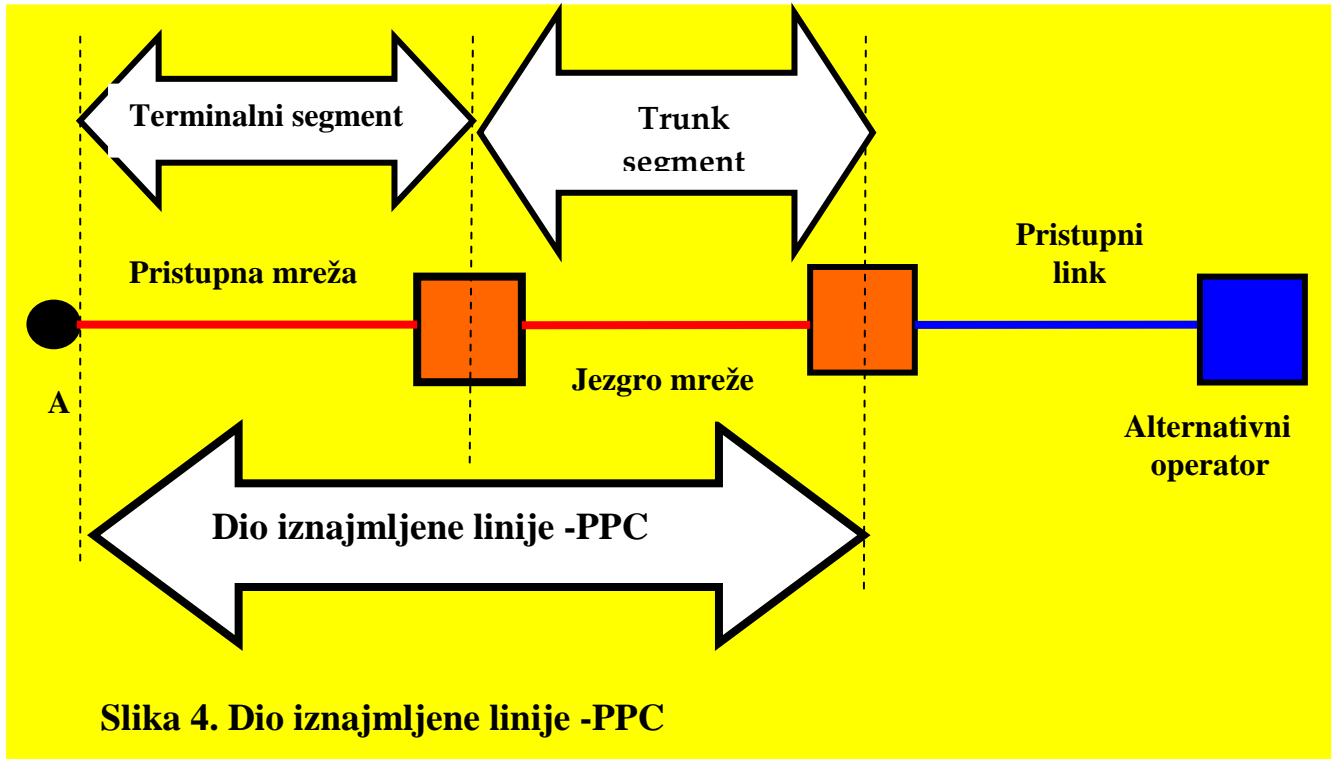 Terminalni segment
Trunk
segment
Pristupni
link
Pristupna mreža
Jezgro mreže
A
Alternativni
operator
Dio iznajmljene linije -PPC
Slika 4. Dio iznajmljene linije -PPC